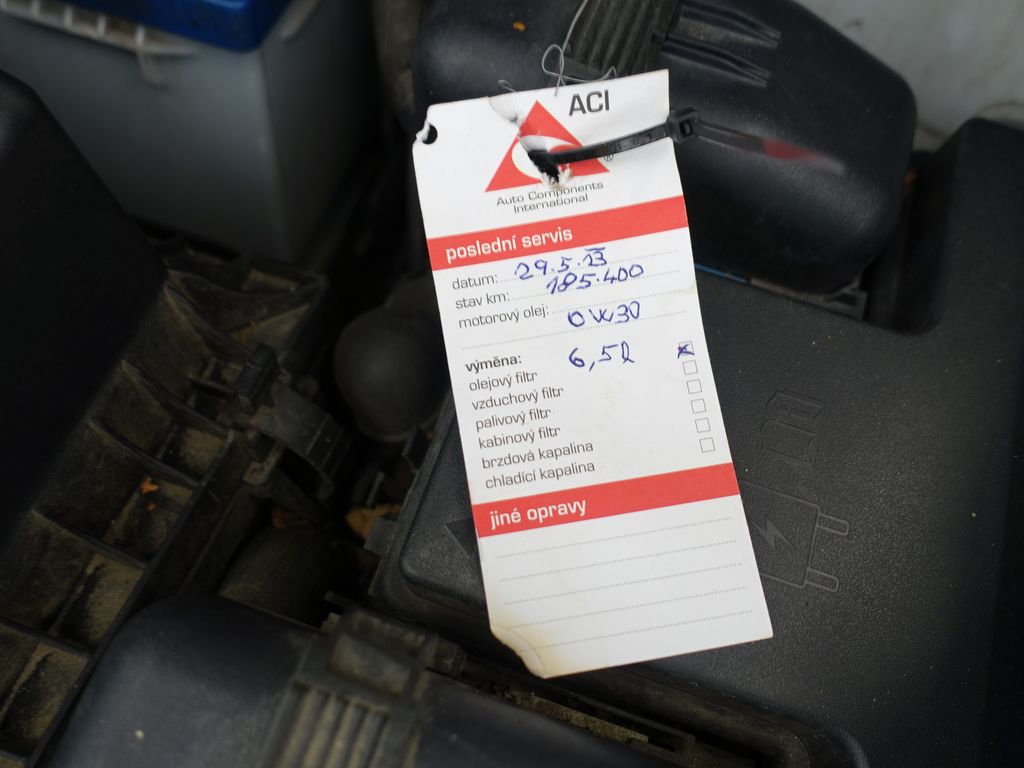 ACI
®
Auto Components
International
poslední servis
datum: 29.5.13
stav km: 185.400
motorový olej: 0W30
výměna: 6,5l
olejový filtr
vzduchový filtr
palivový filtr
kabinový filtr
brzdová kapalina
chladící kapalina
jiné opravy